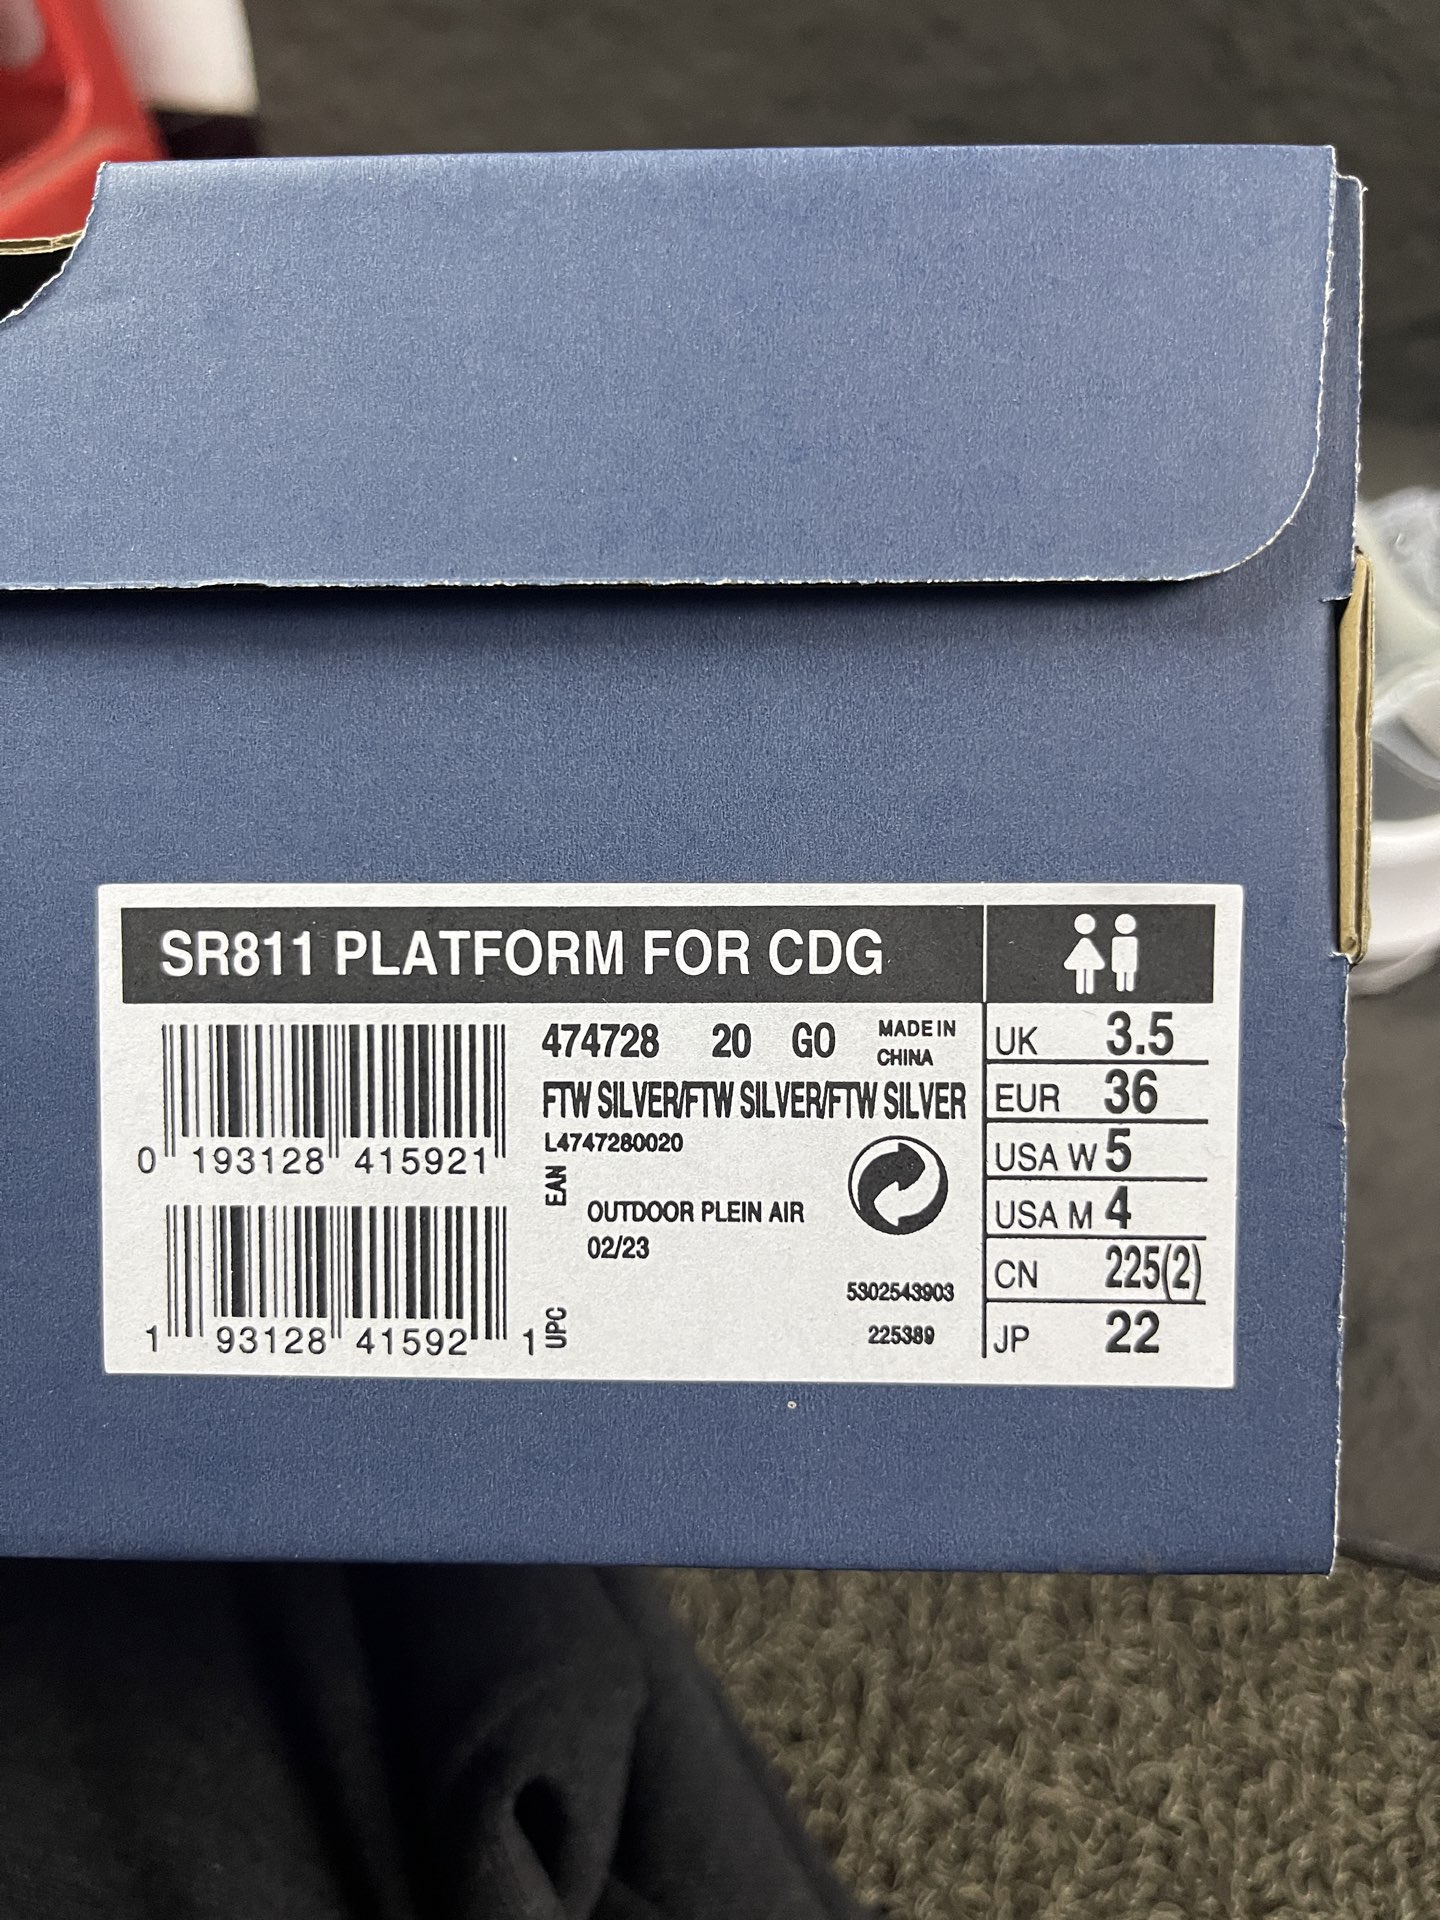 SR811 PLATFORM FOR CDG
0 193128 415921
1 93128 41592 1
EAN
UPC
474728 20 GO MADE IN CHINA
FTW SILVER/FTW SILVER/FTW SILVER
L4747280020
OUTDOOR PLEIN AIR
02/23
5302543903
225389
UK 3.5
EUR 36
USA W 5
USA M 4
CN 225(2)
JP 22